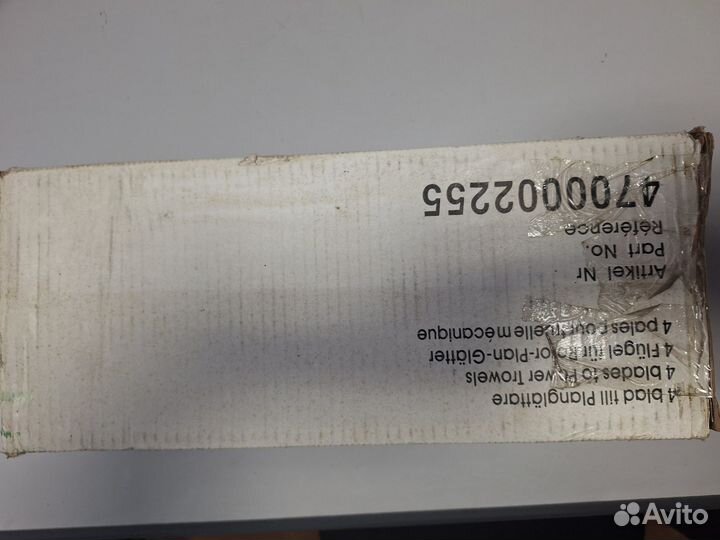 4 blad till Planglättare
4 blades to Power Trowels
4 Flügel für Rotor-Plan-Glätter
4 pales pour truelle mécanique
Artikel Nr
Part No.
Référence
4700002255
Avito